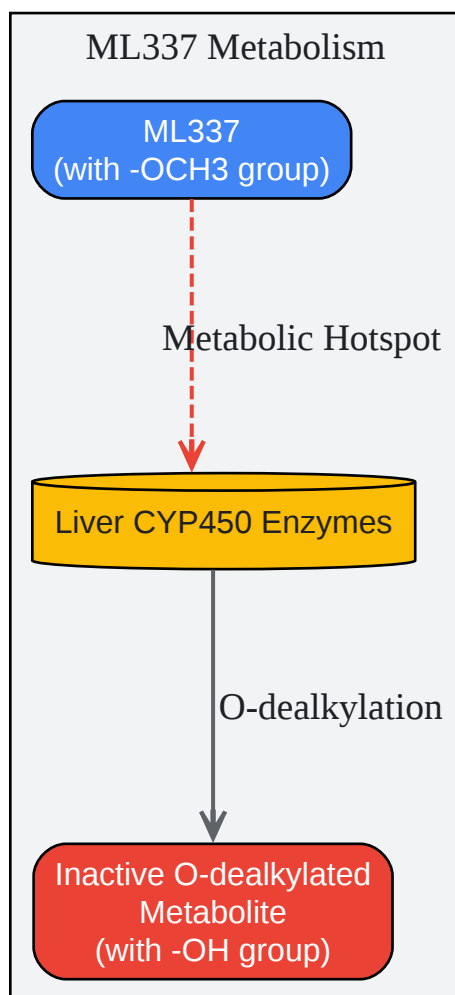 ML337 Metabolism
ML337
(with -OCH3 group)
Metabolic Hotspot
Liver CYP450 Enzymes
O-dealkylation
Inactive O-dealkylated
Metabolite
(with -OH group)